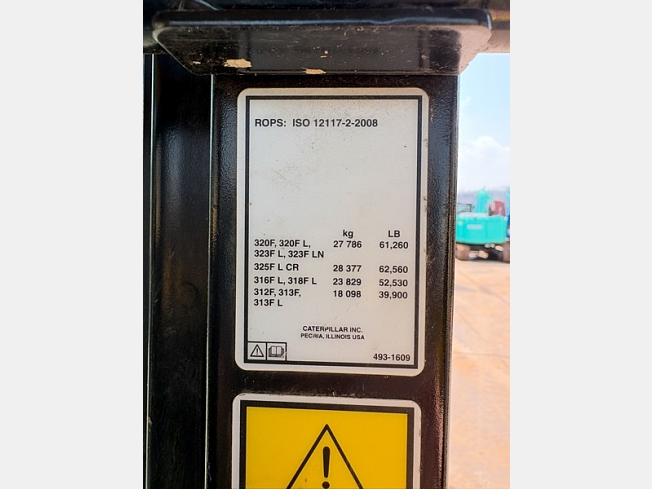 ROPS: ISO 12117-2-2008
kg LB
320F, 320F L, 27 786 61,260
323F L, 323F LN
325F L CR 28 377 62,560
316F L, 318F L 23 829 52,530
312F, 313F, 18 098 39,900
313F L
CATERPILLAR INC.
PEORIA, ILLINOIS USA
493-1609